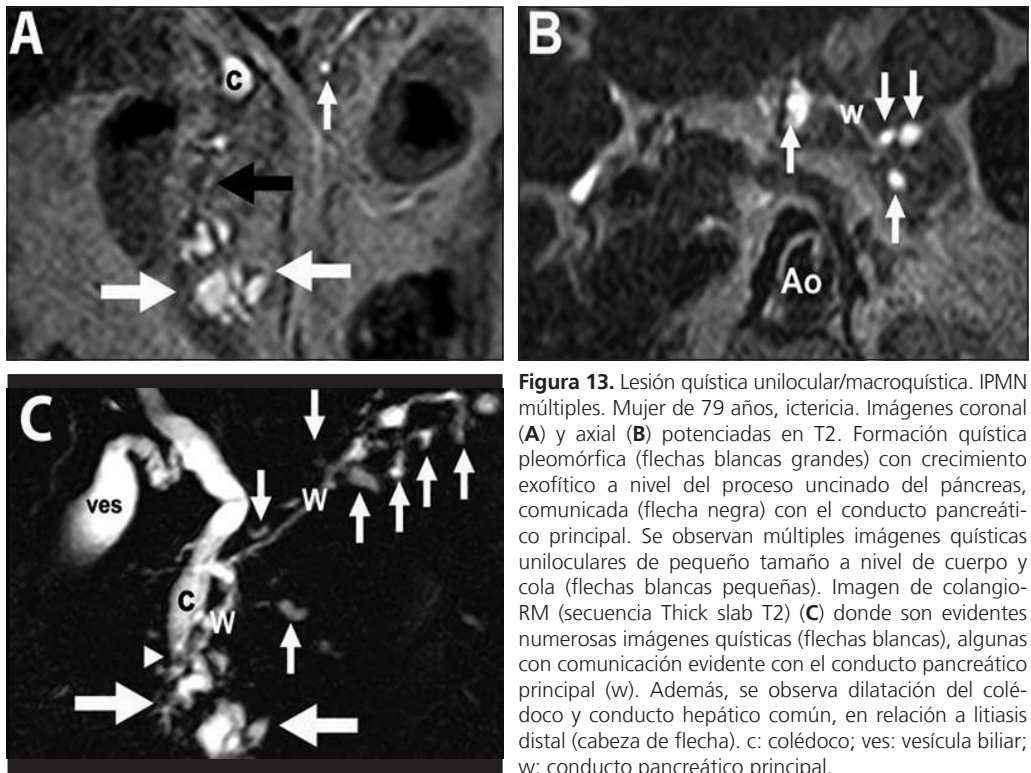 A
c
B
w
Ao
C
ves
W
c
W
Figura 13. Lesión quística unilocular/macroquística. IPMN
múltiples. Mujer de 79 años, ictericia. Imágenes coronal
(A) y axial (B) potenciadas en T2. Formación quística
pleomórfica (flechas blancas grandes) con crecimiento
exofítico a nivel del proceso uncinado del páncreas,
comunicada (flecha negra) con el conducto pancreáti-
co principal. Se observan múltiples imágenes quísticas
uniloculares de pequeño tamaño a nivel de cuerpo y
cola (flechas blancas pequeñas). Imagen de colangio-
RM (secuencia Thick slab T2) (C) donde son evidentes
numerosas imágenes quísticas (flechas blancas), algunas
con comunicación evidente con el conducto pancreático
principal (w). Además, se observa dilatación del colé-
doco y conducto hepático común, en relación a litiasis
distal (cabeza de flecha). c: colédoco; ves: vesícula biliar;
w: conducto pancreático principal.